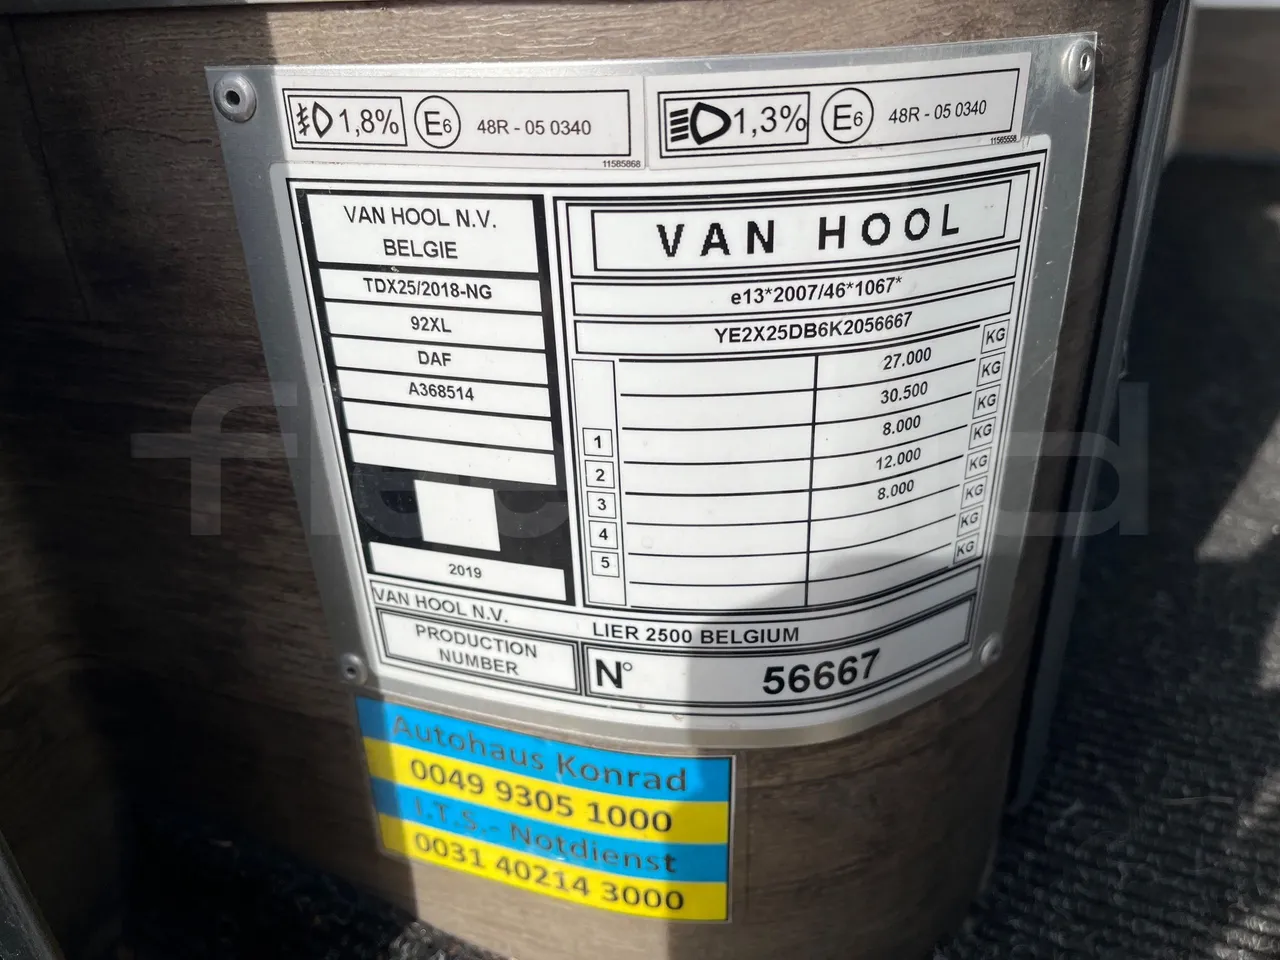 1,8% E6 48R - 05 0340
11585868
1,3% E6 48R - 05 0340
11565558
VAN HOOL N.V.
BELGIE
TDX25/2018-NG
92XL
DAF
A368514
2019
VAN HOOL
e13*2007/46*1067*
YE2X25DB6K2056667
27.000 KG
30.500 KG
1 8.000 KG
2 12.000 KG
3 8.000 KG
4 KG
5 KG
KG
VAN HOOL N.V. LIER 2500 BELGIUM
PRODUCTION
NUMBER
N° 56667
Autohaus Konrad
0049 9305 1000
I.T.S.- Notdienst
0031 40214 3000